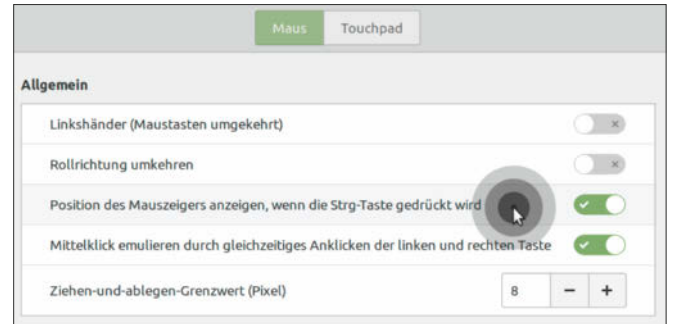 Maus Touchpad
Allgemein
Linkshänder (Maustasten umgekehrt)
Rollrichtung umkehren
Position des Mauszeigers anzeigen, wenn die Strg-Taste gedrückt wird
Mittelklick emulieren durch gleichzeitiges Anklicken der linken und rechten Taste
Ziehen-und-ablegen-Grenzwert (Pixel) 8 − +